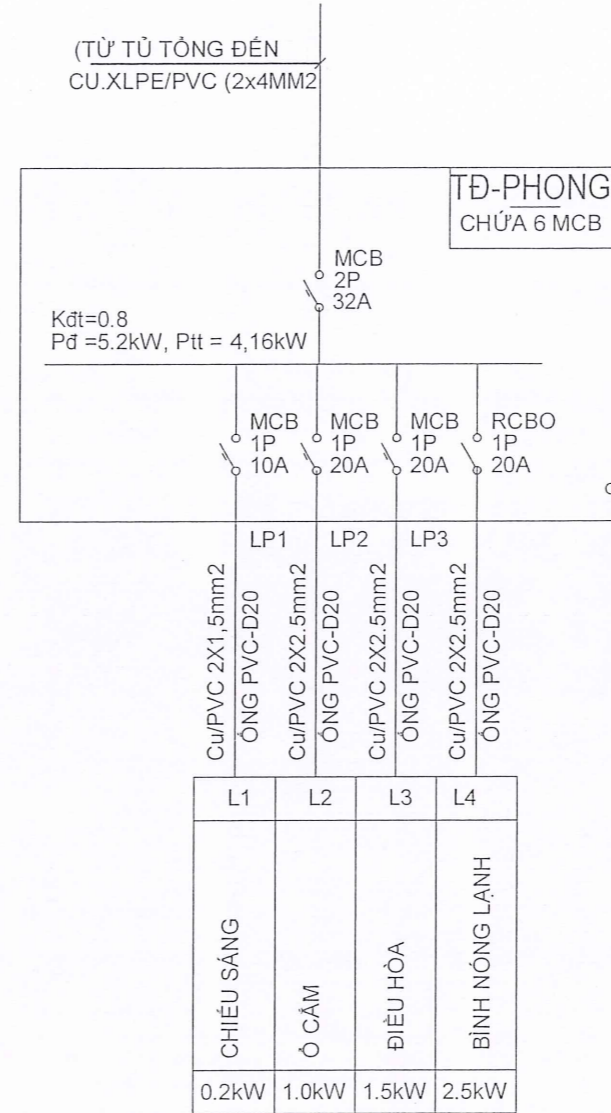 (TỪ TỦ TỔNG ĐẾN
CU.XLPE/PVC (2x4MM2
TĐ-PHONG
CHỨA 6 MCB
MCB
2P
32A
Kđt=0.8
Pđ =5.2kW, Ptt = 4,16kW
MCB
1P
10A
MCB
1P
20A
MCB
1P
20A
RCBO
1P
20A
LP1
LP2
LP3
Cu/PVC 2X1,5mm2
ỐNG PVC-D20
Cu/PVC 2X2.5mm2
ỐNG PVC-D20
Cu/PVC 2X2.5mm2
ỐNG PVC-D20
Cu/PVC 2X2.5mm2
ỐNG PVC-D20
L1
L2
L3
L4
CHIẾU SÁNG
Ổ CẮM
ĐIỀU HÒA
BÌNH NÓNG LẠNH
0.2kW
1.0kW
1.5kW
2.5kW